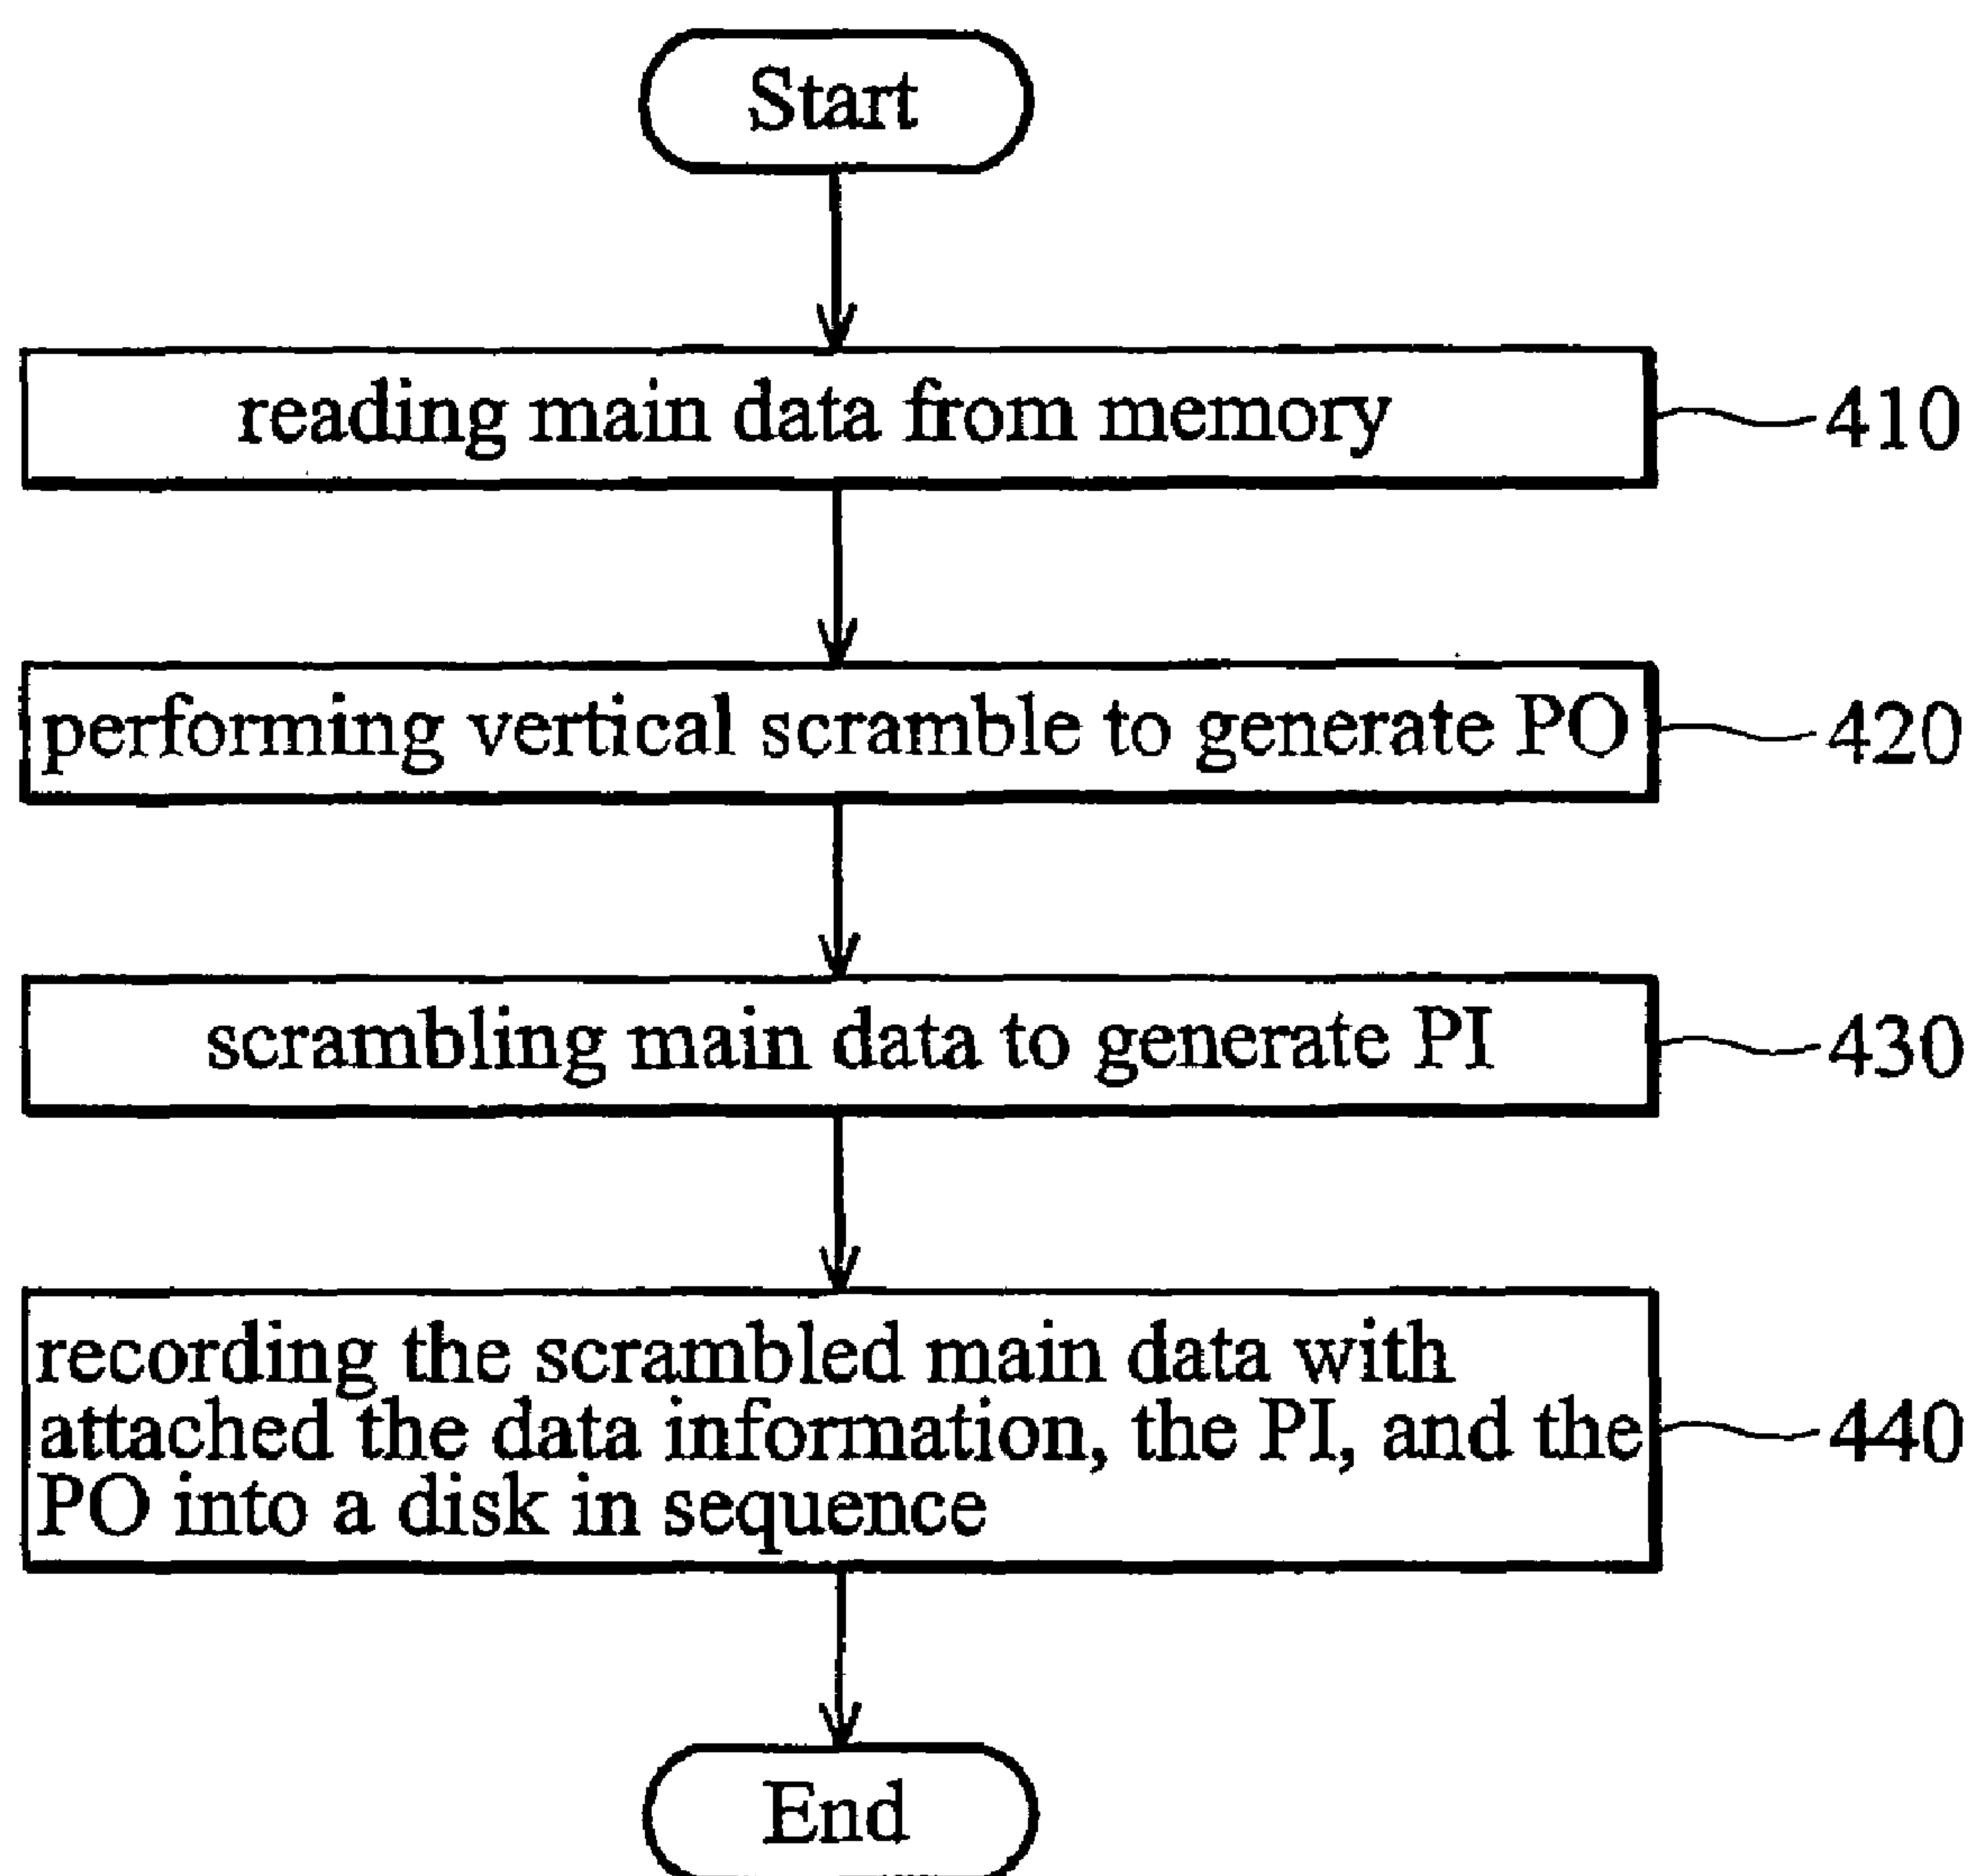 Start
reading main data from memory
410
performing vertical scramble to generate PO
420
scrambling main data to generate PI
430
recording the scrambled main data with
attached the data information, the PI, and the
PO into a disk in sequence
440
End